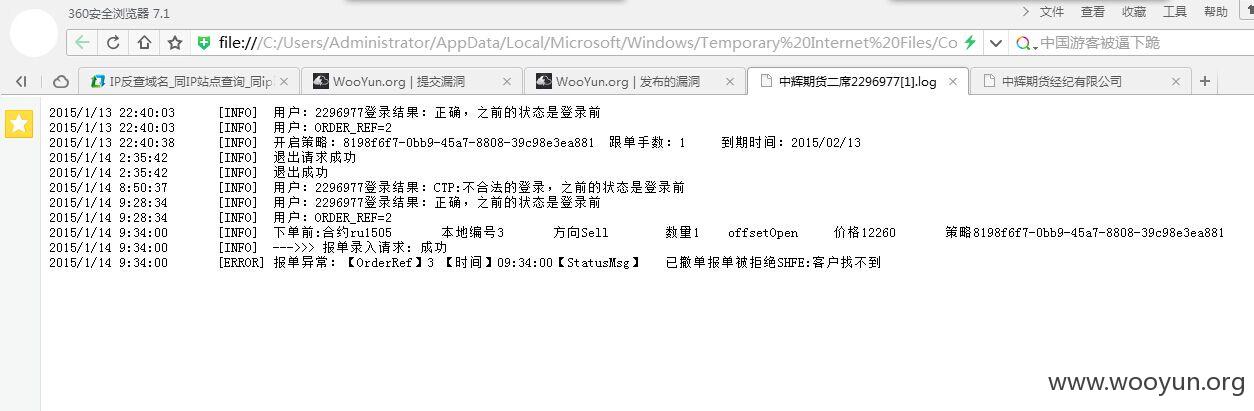 360安全浏览器 7.1
文件 查看 收藏 工具 帮助
file:///C:/Users/Administrator/AppData/Local/Microsoft/Windows/Temporary%20Internet%20Files/Co
中国游客被逼下跪
IP反查域名_同IP站点查询_同ip
WooYun.org | 提交漏洞
WooYun.org | 发布的漏洞
中辉期货二席2296977[1].log
中辉期货经纪有限公司
2015/1/13 22:40:03 [INFO] 用户：2296977登录结果：正确，之前的状态是登录前
2015/1/13 22:40:03 [INFO] 用户：ORDER_REF=2
2015/1/13 22:40:38 [INFO] 开启策略：8198f6f7-0bb9-45a7-8808-39c98e3ea881 跟单手数：1 到期时间：2015/02/13
2015/1/14 2:35:42 [INFO] 退出请求成功
2015/1/14 2:35:42 [INFO] 退出成功
2015/1/14 8:50:37 [INFO] 用户：2296977登录结果：CTP:不合法的登录，之前的状态是登录前
2015/1/14 9:28:34 [INFO] 用户：2296977登录结果：正确，之前的状态是登录前
2015/1/14 9:28:34 [INFO] 用户：ORDER_REF=2
2015/1/14 9:34:00 [INFO] 下单前:合约ru1505 本地编号3 方向Sell 数量1 offsetOpen 价格12260 策略8198f6f7-0bb9-45a7-8808-39c98e3ea881
2015/1/14 9:34:00 [INFO] --->>> 报单录入请求：成功
2015/1/14 9:34:00 [ERROR] 报单异常：【OrderRef】3 【时间】09:34:00【StatusMsg】 已撤单报单被拒绝SHFE:客户找不到
www.wooyun.org